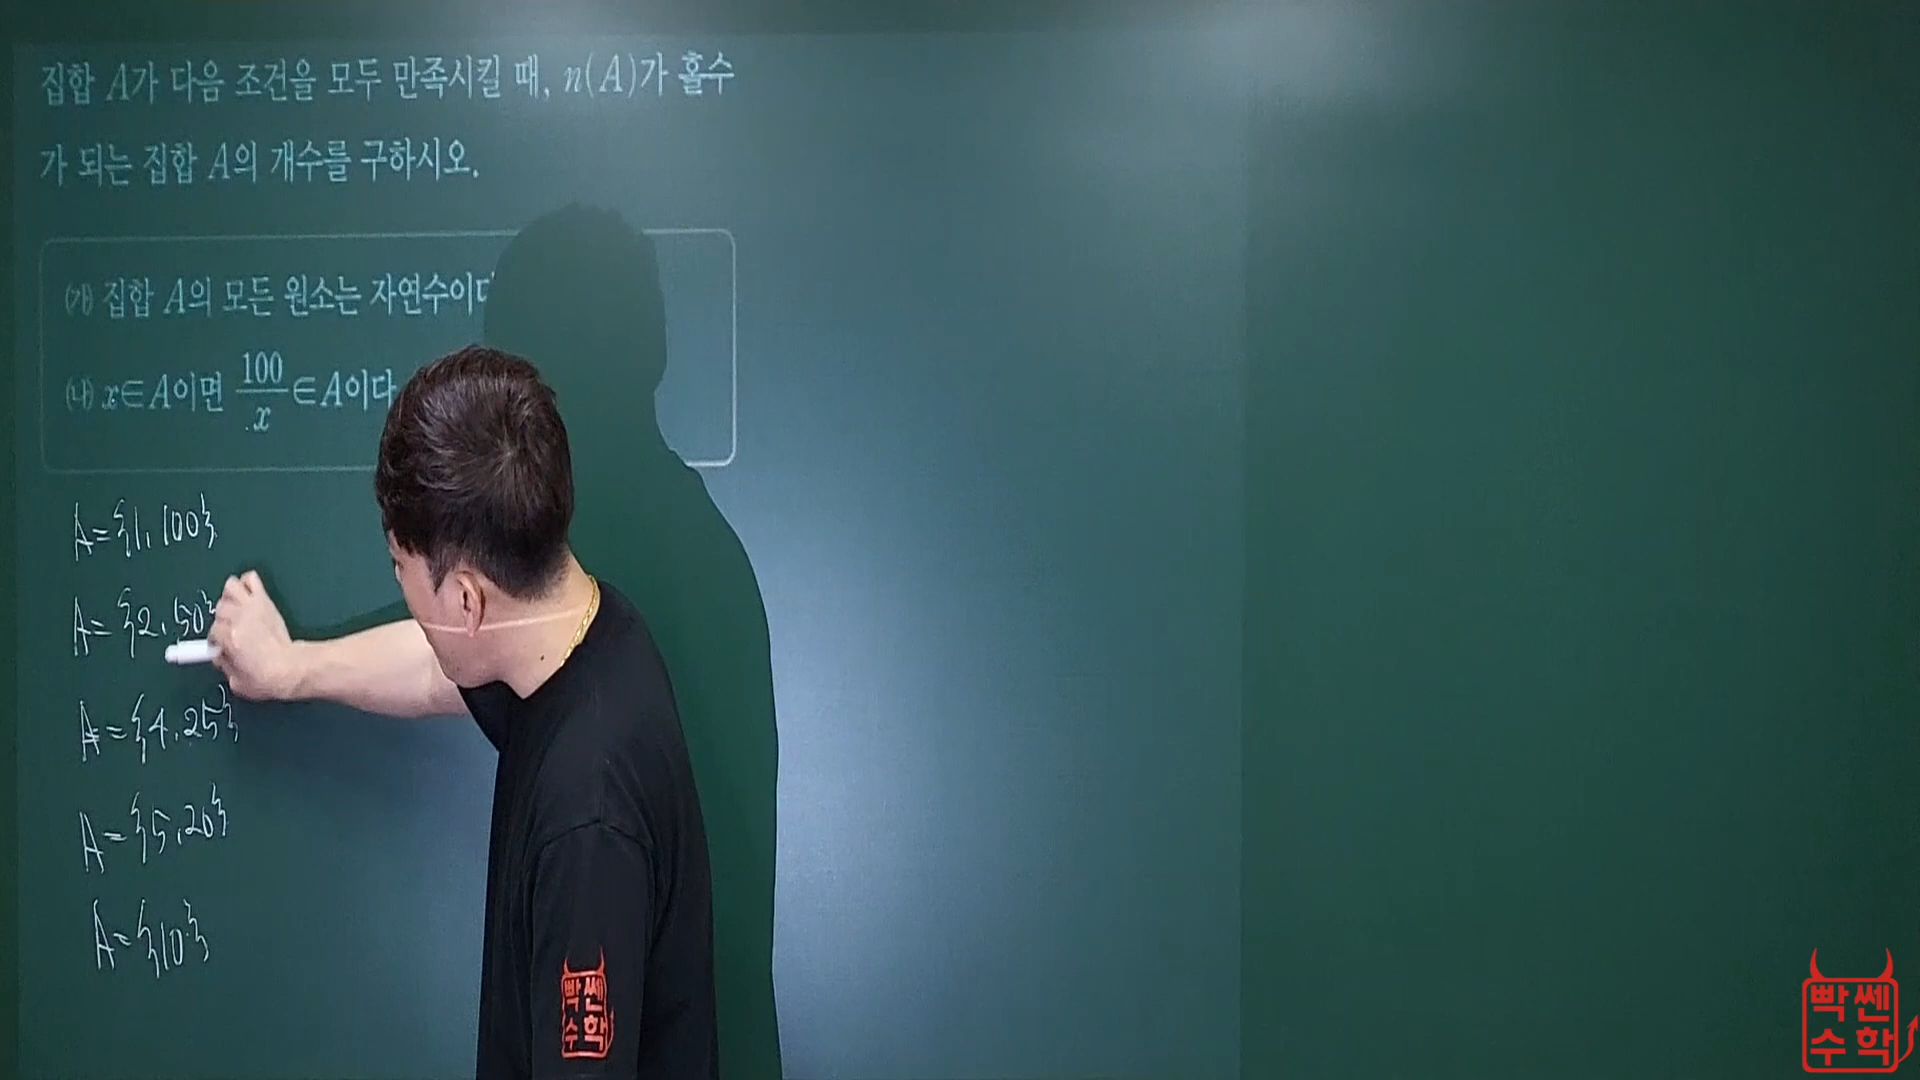 집합 A가 다음 조건을 모두 만족시킬 때, n(A)가 홀수
가 되는 집합 A의 개수를 구하시오.
(가) 집합 A의 모든 원소는 자연수이다
(나) x∈A이면 100/x∈A이다
A={1, 100}
A={2, 50}
A={4, 25}
A={5, 20}
A={10}
빡쎈
수학
빡쎈
수학